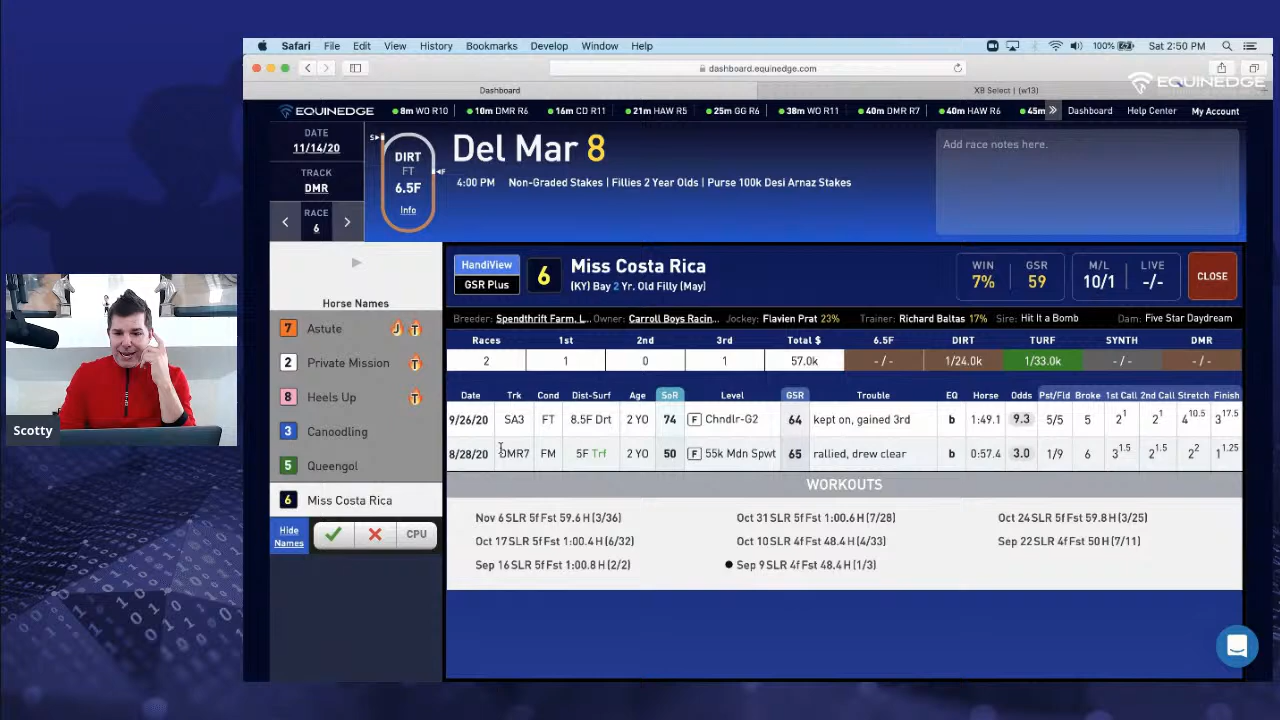 Safari File Edit View History Bookmarks Develop Window Help 100% Sat 2:50 PM
dashboard.equinedge.com
EQUINEDGE
Dashboard XB Select | (w13)
EQUINEDGE 8m WO R10 10m DMR R6 16m CD R11 21m HAW R5 25m GG R6 38m WO R11 40m DMR R7 40m HAW R6 45m Dashboard Help Center My Account
DATE
11/14/20
TRACK
DMR
RACE
6
S
DIRT
FT
6.5F
F
Info
Del Mar 8
4:00 PM Non-Graded Stakes | Fillies 2 Year Olds | Purse 100k Desi Arnaz Stakes
Add race notes here.
Horse Names
7 Astute J T
2 Private Mission T
8 Heels Up T
3 Canoodling
5 Queengol
6 Miss Costa Rica
Hide Names CPU
HandiView
GSR Plus
6 Miss Costa Rica
(KY) Bay 2 Yr. Old Filly (May)
WIN GSR M/L LIVE
7% 59 10/1 -/-
CLOSE
Breeder: Spendthrift Farm, L... Owner: Carroll Boys Racin... Jockey: Flavien Prat 23% Trainer: Richard Baltas 17% Sire: Hit It a Bomb Dam: Five Star Daydream
Races 1st 2nd 3rd Total $ 6.5F DIRT TURF SYNTH DMR
2 1 0 1 57.0k - / - 1/24.0k 1/33.0k - / - - / -
Date Trk Cond Dist-Surf Age SoR Level GSR Trouble EQ Horse Odds Pst/Fld Broke 1st Call 2nd Call Stretch Finish
9/26/20 SA3 FT 8.5F Drt 2 YO 74 F Chndlr-G2 64 kept on, gained 3rd b 1:49.1 9.3 5/5 5 2 1 2 1 4 10.5 3 17.5
8/28/20 DMR7 FM 5F Trf 2 YO 50 F 55k Mdn Spwt 65 rallied, drew clear b 0:57.4 3.0 1/9 6 3 1.5 2 1.5 2 2 1 1.25
WORKOUTS
Nov 6 SLR 5f Fst 59.6 H (3/36) Oct 31 SLR 5f Fst 1:00.6 H (7/28) Oct 24 SLR 5f Fst 59.8 H (3/25)
Oct 17 SLR 5f Fst 1:00.4 H (6/32) Oct 10 SLR 4f Fst 48.4 H (4/33) Sep 22 SLR 4f Fst 50 H (7/11)
Sep 16 SLR 5f Fst 1:00.8 H (2/2) Sep 9 SLR 4f Fst 48.4 H (1/3)
Scotty